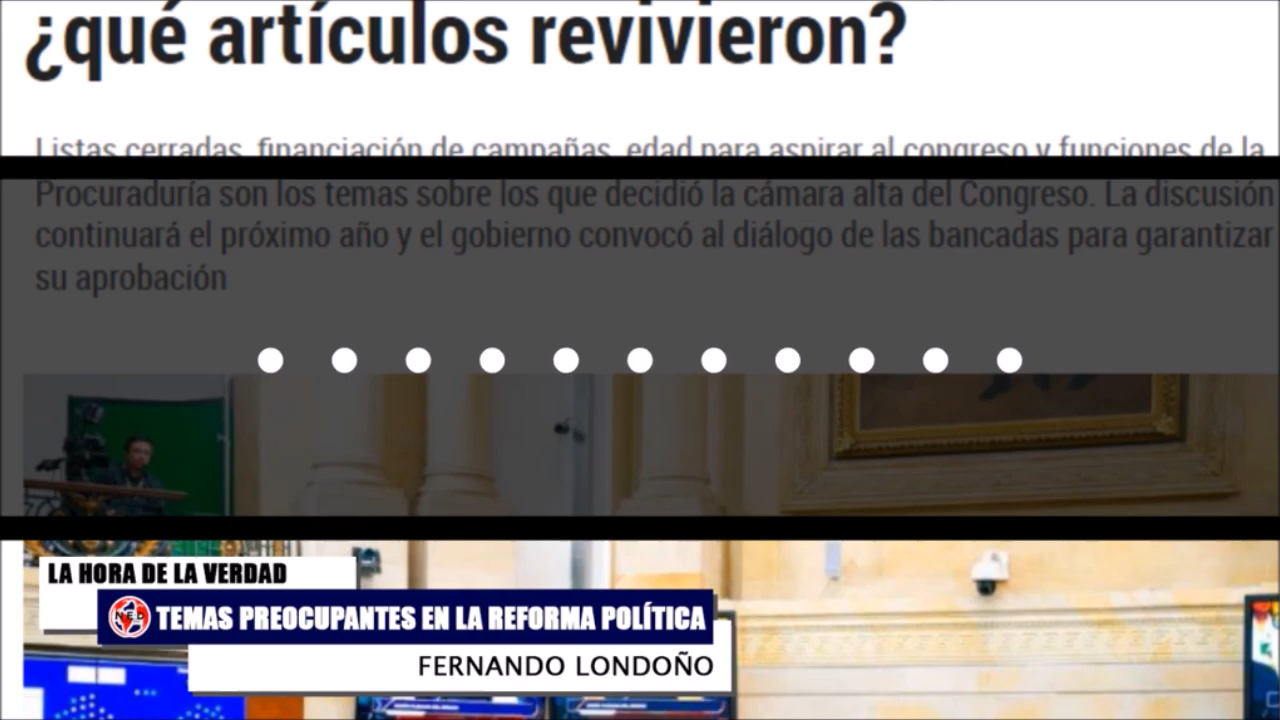 ¿qué artículos revivieron?
Listas cerradas, financiación de campañas, edad para aspirar al congreso y funciones de la
Procuraduría son los temas sobre los que decidió la cámara alta del Congreso. La discusión
continuará el próximo año y el gobierno convocó al diálogo de las bancadas para garantizar
su aprobación
LA HORA DE LA VERDAD
TEMAS PREOCUPANTES EN LA REFORMA POLÍTICA
FERNANDO LONDOÑO